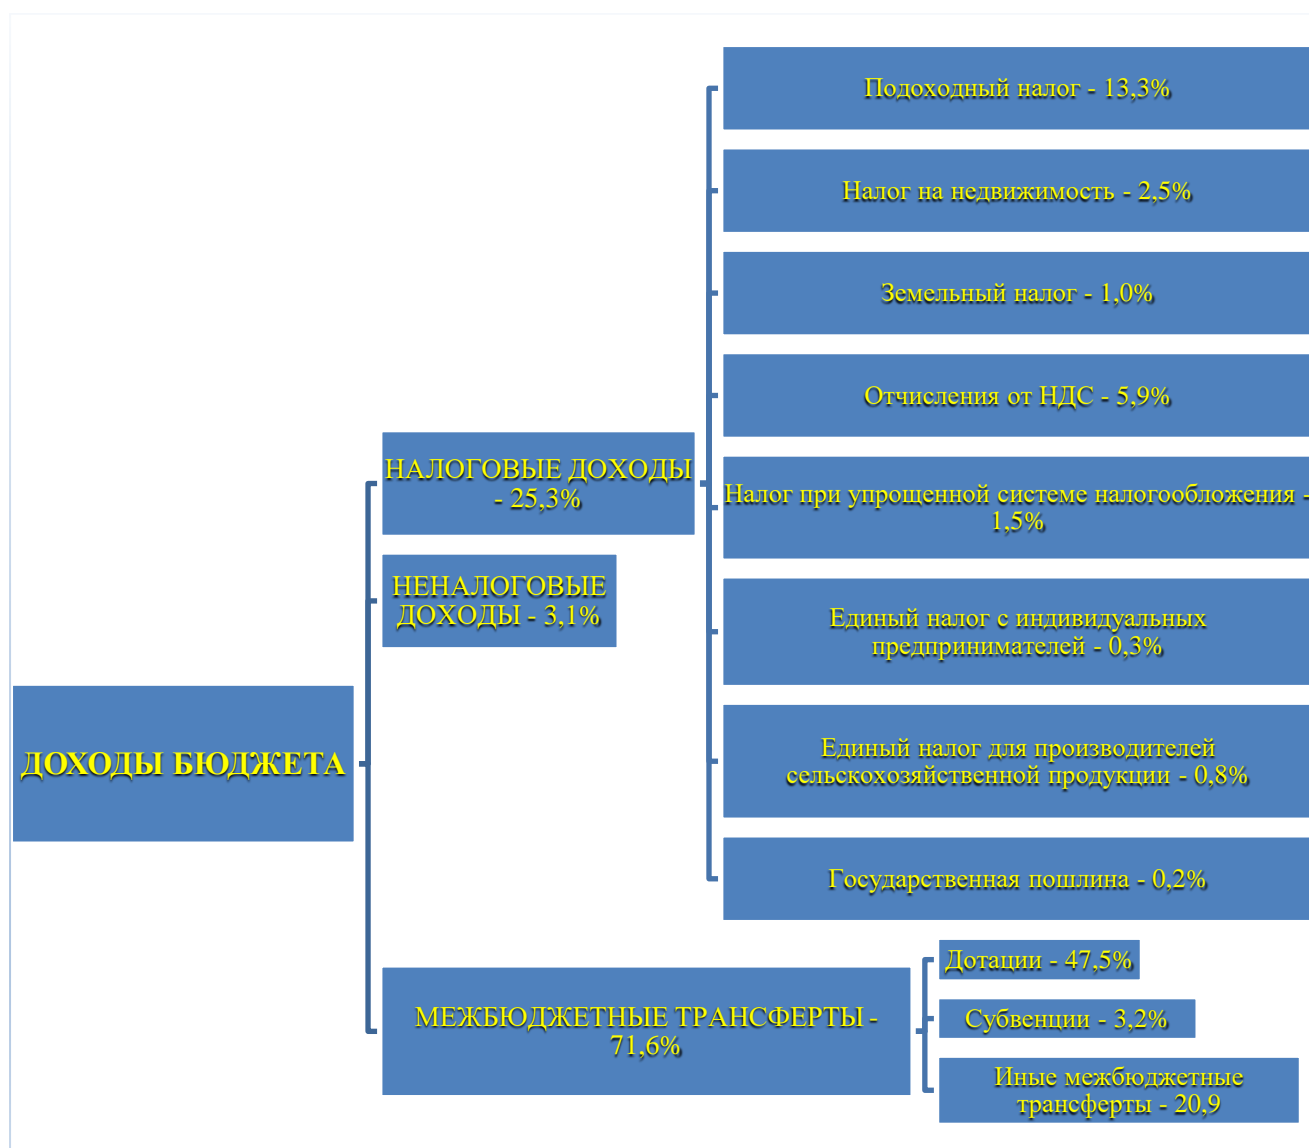 ДОХОДЫ БЮДЖЕТА
НАЛОГОВЫЕ ДОХОДЫ
- 25,3%
Подоходный налог - 13,3%
Налог на недвижимость - 2,5%
Земельный налог - 1,0%
Отчисления от НДС - 5,9%
Налог при упрощенной системе налогообложения -
1,5%
Единый налог с индивидуальных
предпринимателей - 0,3%
Единый налог для производителей
сельскохозяйственной продукции - 0,8%
Государственная пошлина - 0,2%
НЕНАЛОГОВЫЕ
ДОХОДЫ - 3,1%
МЕЖБЮДЖЕТНЫЕ ТРАНСФЕРТЫ -
71,6%
Дотации - 47,5%
Субвенции - 3,2%
Иные межбюджетные
трансферты - 20,9